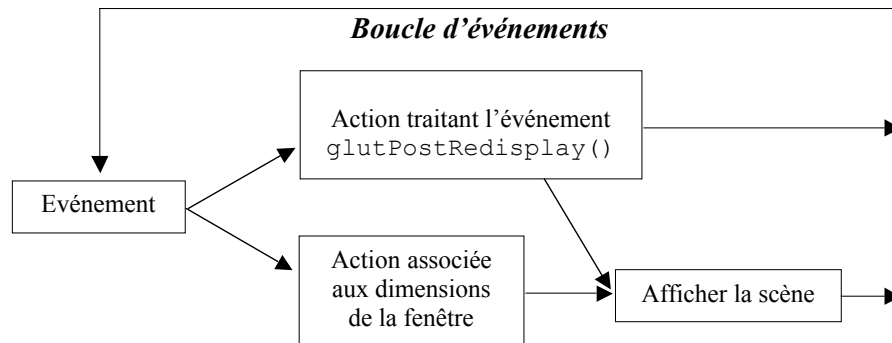 Boucle d’événements
Action traitant l’événement
glutPostRedisplay()
Evénement
Action associée
aux dimensions
de la fenêtre
Afficher la scène